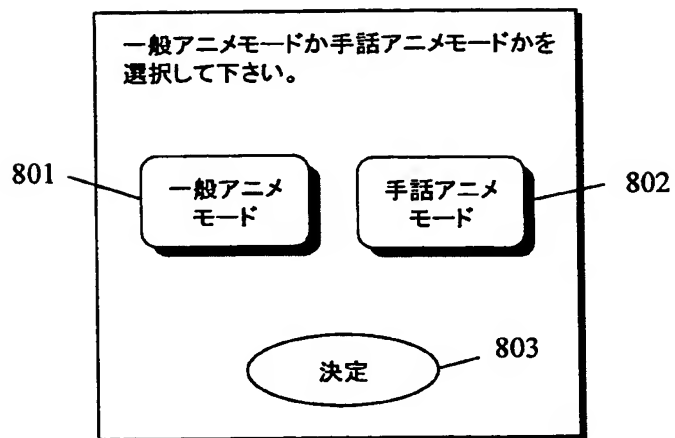 一般アニメモードか手話アニメモードかを
選択して下さい。
801
一般アニメ
モード
手話アニメ
モード
802
803
決定